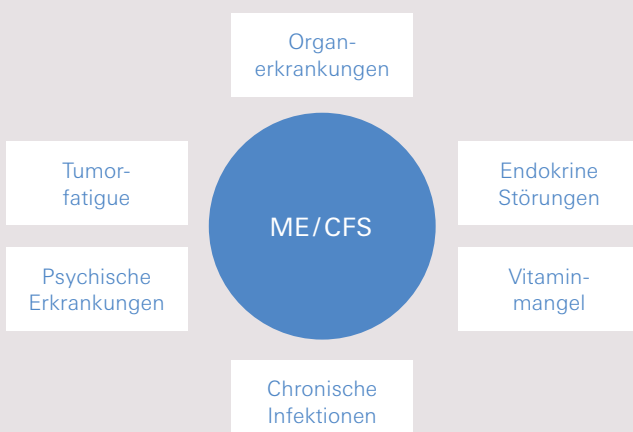 Organ-
erkrankungen
Tumor-
fatigue
Endokrine
Störungen
ME/CFS
Psychische
Erkrankungen
Vitamin-
mangel
Chronische
Infektionen